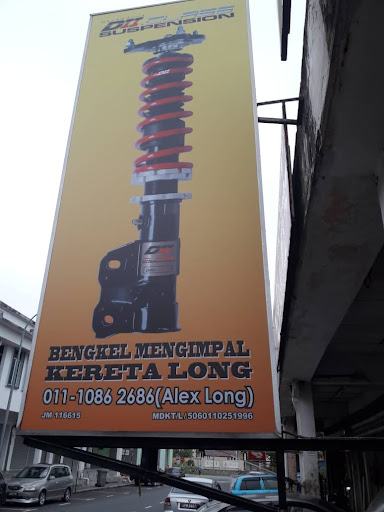 SUSPENSION
BENGKEL MENGIMPAL
KERETA LONG
011-1086 2686(Alex Long)
JM 116615
MDKT/L/5060110251996